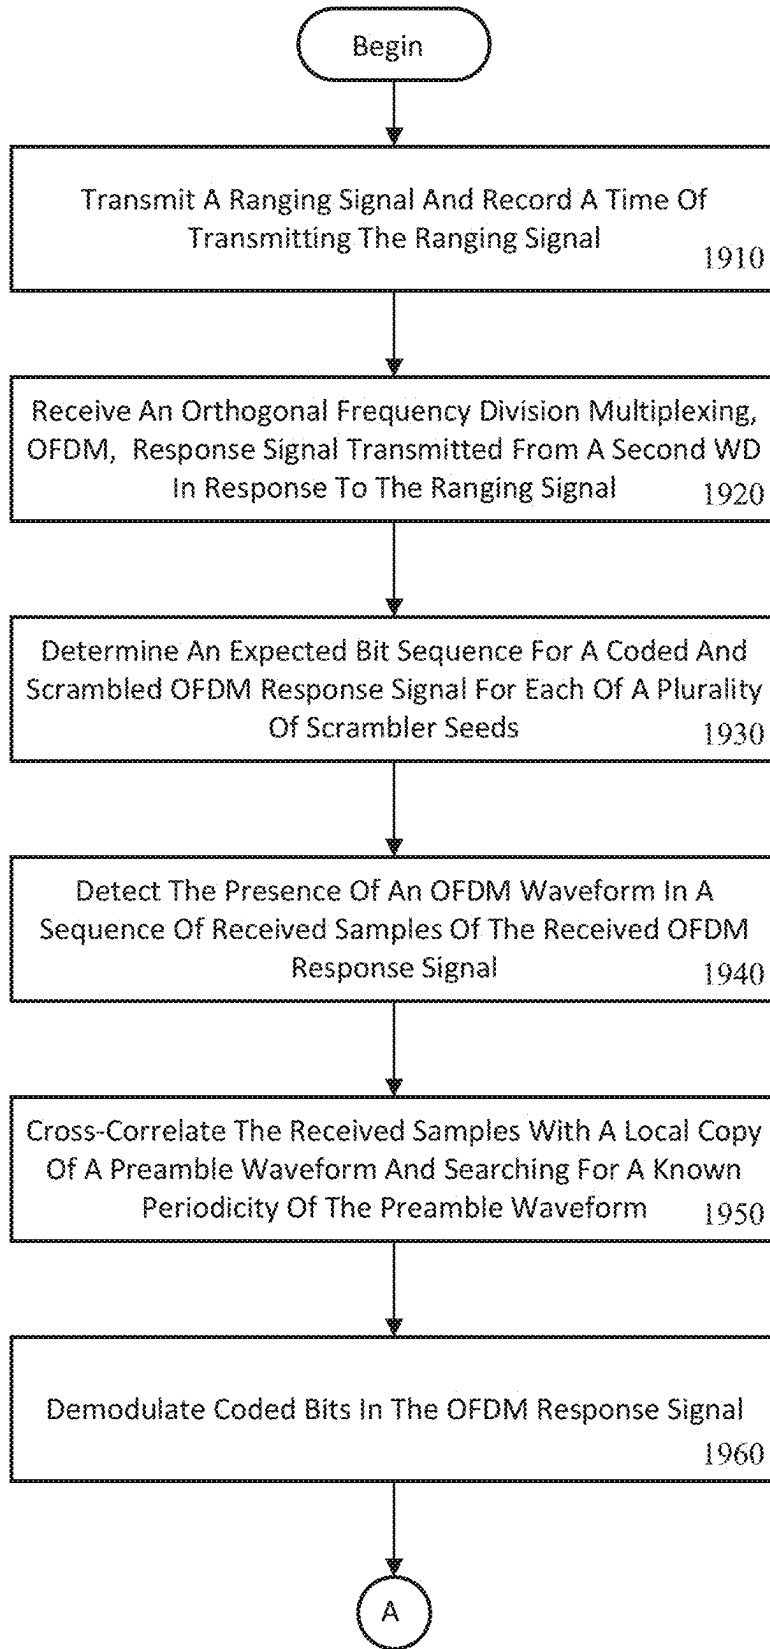 Begin
Transmit A Ranging Signal And Record A Time Of
Transmitting The Ranging Signal
1910
Receive An Orthogonal Frequency Division Multiplexing,
OFDM, Response Signal Transmitted From A Second WD
In Response To The Ranging Signal
1920
Determine An Expected Bit Sequence For A Coded And
Scrambled OFDM Response Signal For Each Of A Plurality
Of Scrambler Seeds
1930
Detect The Presence Of An OFDM Waveform In A
Sequence Of Received Samples Of The Received OFDM
Response Signal
1940
Cross-Correlate The Received Samples With A Local Copy
Of A Preamble Waveform And Searching For A Known
Periodicity Of The Preamble Waveform
1950
Demodulate Coded Bits In The OFDM Response Signal
1960
A